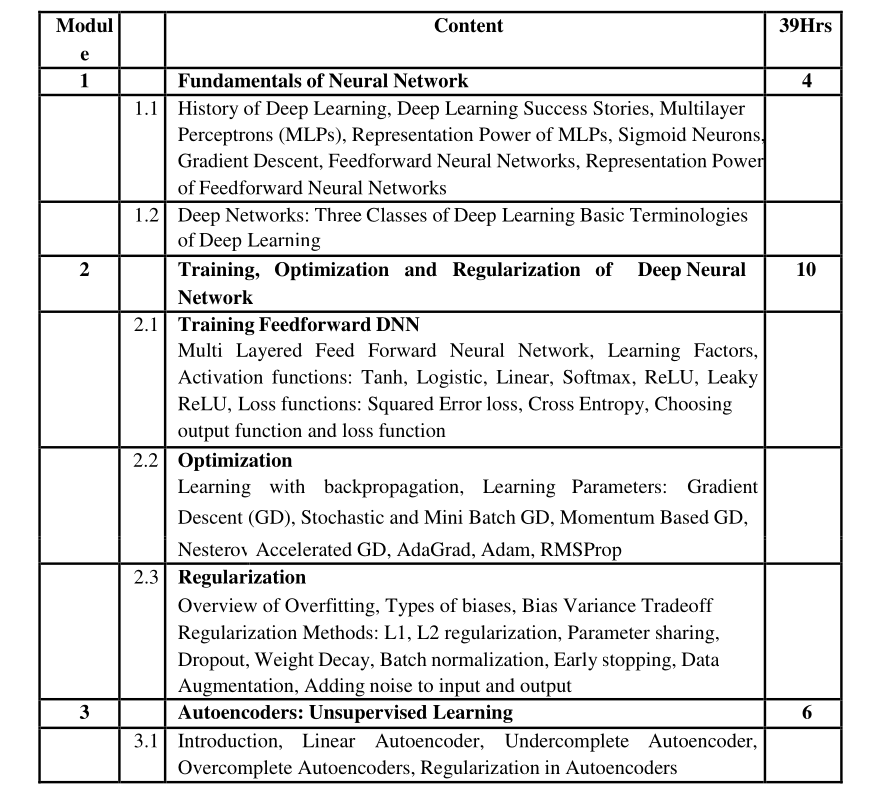 Modul
e
Content
39Hrs
1
Fundamentals of Neural Network
4
1.1
History of Deep Learning, Deep Learning Success Stories, Multilayer
Perceptrons (MLPs), Representation Power of MLPs, Sigmoid Neurons,
Gradient Descent, Feedforward Neural Networks, Representation Power
of Feedforward Neural Networks
1.2
Deep Networks: Three Classes of Deep Learning Basic Terminologies
of Deep Learning
2
Training, Optimization and Regularization of Deep Neural
Network
10
2.1
Training Feedforward DNN
Multi Layered Feed Forward Neural Network, Learning Factors,
Activation functions: Tanh, Logistic, Linear, Softmax, ReLU, Leaky
ReLU, Loss functions: Squared Error loss, Cross Entropy, Choosing
output function and loss function
2.2
Optimization
Learning with backpropagation, Learning Parameters: Gradient
Descent (GD), Stochastic and Mini Batch GD, Momentum Based GD,
Nesterov Accelerated GD, AdaGrad, Adam, RMSProp
2.3
Regularization
Overview of Overfitting, Types of biases, Bias Variance Tradeoff
Regularization Methods: L1, L2 regularization, Parameter sharing,
Dropout, Weight Decay, Batch normalization, Early stopping, Data
Augmentation, Adding noise to input and output
3
Autoencoders: Unsupervised Learning
6
3.1
Introduction, Linear Autoencoder, Undercomplete Autoencoder,
Overcomplete Autoencoders, Regularization in Autoencoders